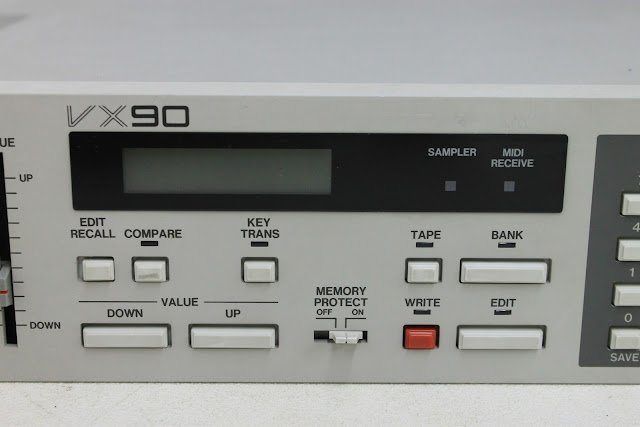 VX90
UE
UP
DOWN
SAMPLER
MIDI
RECEIVE
EDIT
RECALL
COMPARE
KEY
TRANS
TAPE
BANK
VALUE
DOWN
UP
MEMORY
PROTECT
OFF
ON
WRITE
EDIT
4
1
0
SAVE